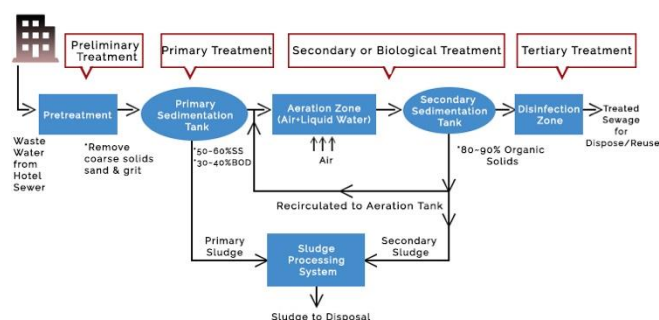 Preliminary
Treatment
Primary Treatment
Secondary or Biological Treatment
Tertiary Treatment
Waste
Water
from
Hotel
Sewer
Pretreatment
*Remove
coarse solids
sand & grit
Primary
Sedimentation
Tank
*50-60%SS
*30-40%BOD
Aeration Zone
(Air+Liquid Water)
Air
Secondary
Sedimentation
Tank
*80-90% Organic
Solids
Disinfection
Zone
Treated
Sewage
for
Dispose/Reuse
Recirculated to Aeration Tank
Primary
Sludge
Sludge
Processing
System
Secondary
Sludge
Sludge to Disposal